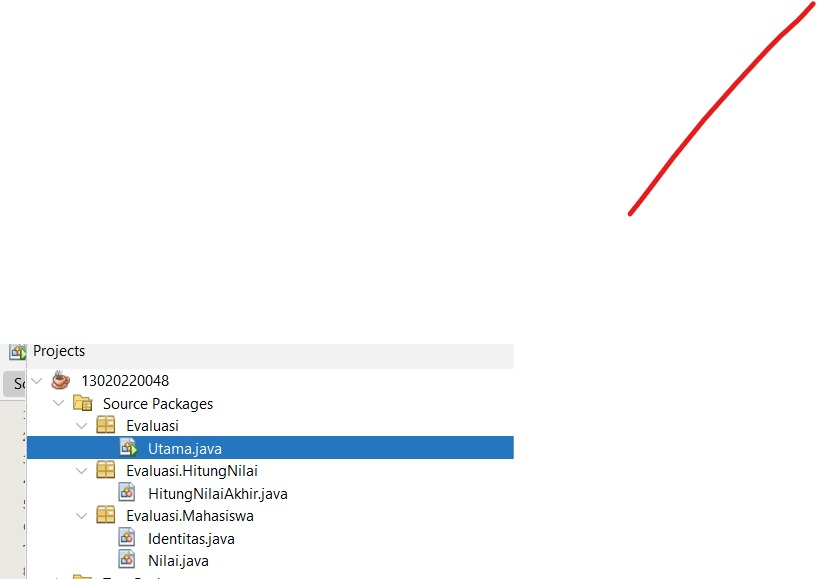 Projects
13020220048
Source Packages
Evaluasi
Utama.java
Evaluasi.HitungNilai
HitungNilaiAkhir.java
Evaluasi.Mahasiswa
Identitas.java
Nilai.java